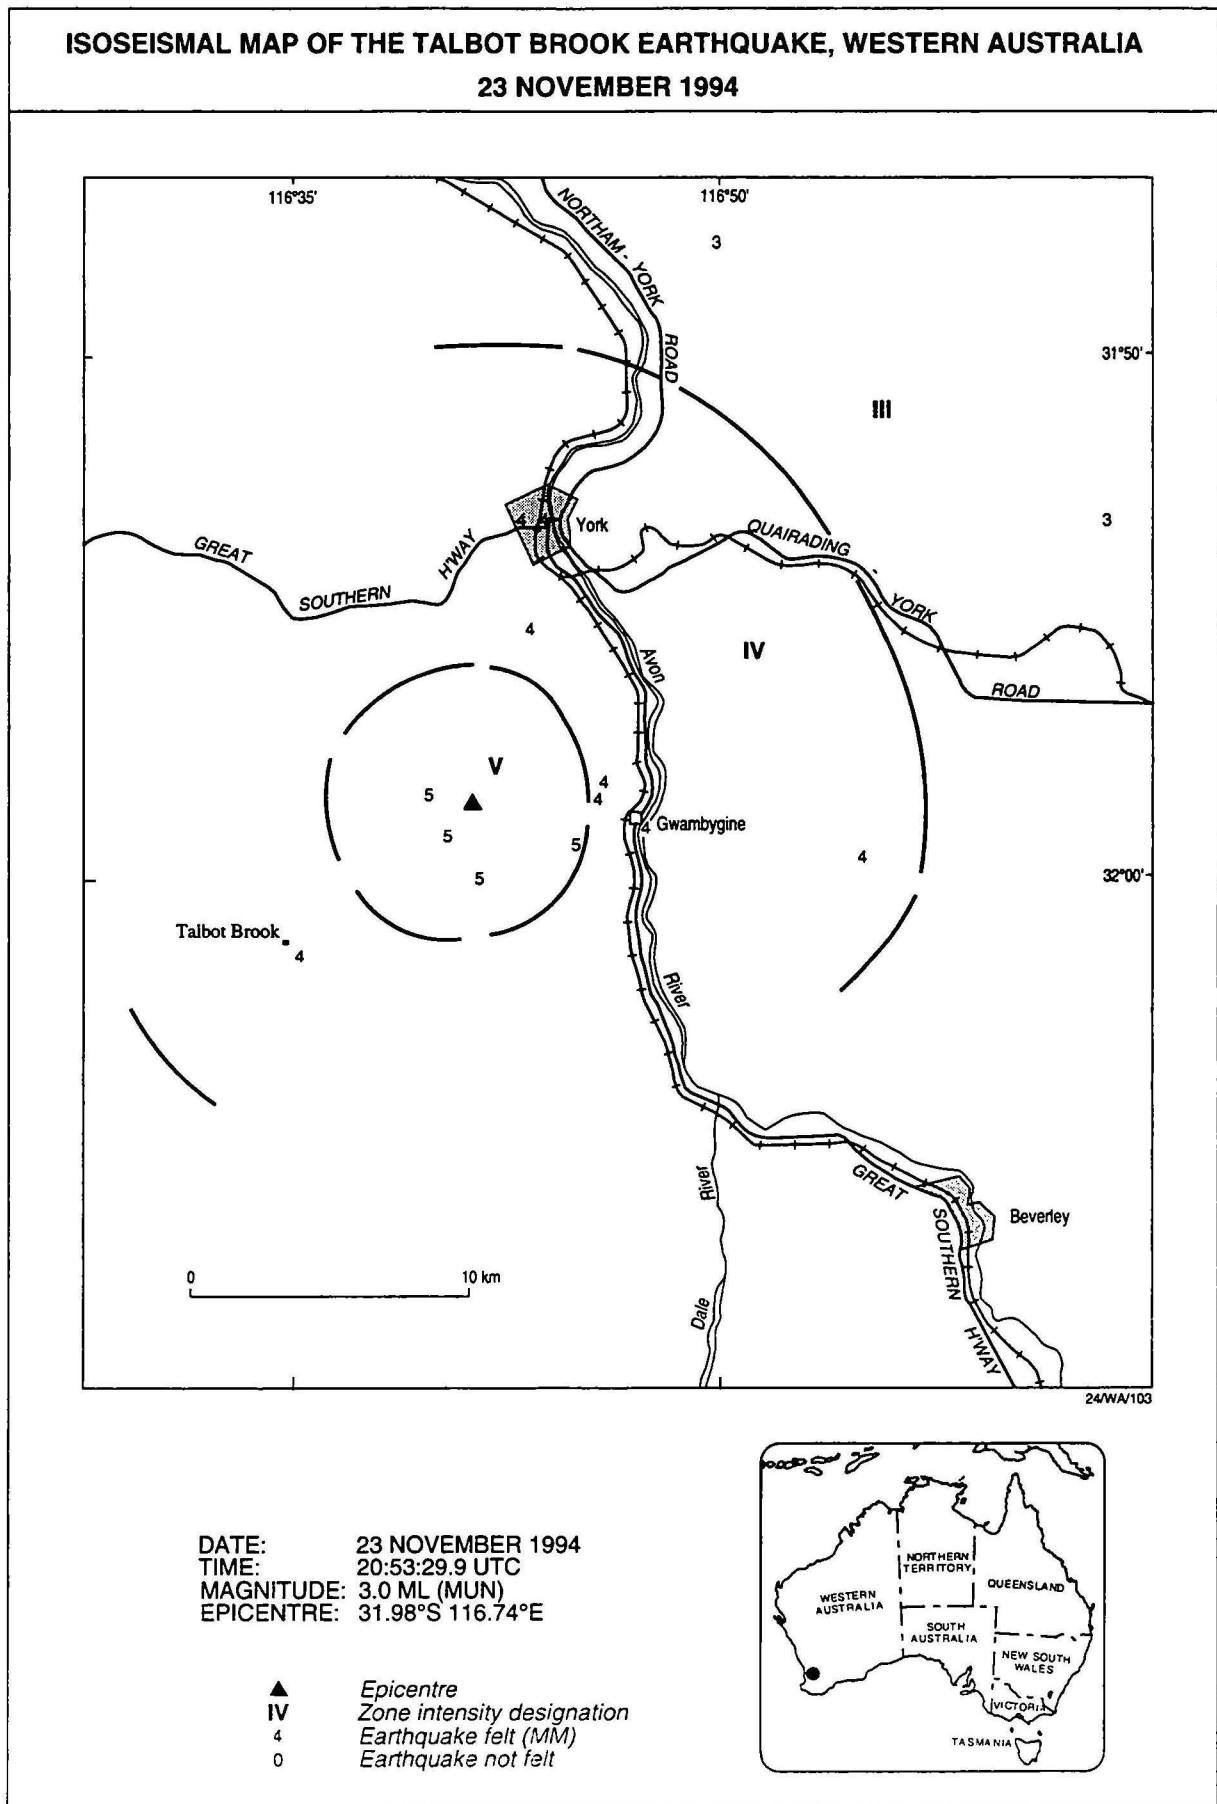 ISOSEISMAL MAP OF THE TALBOT BROOK EARTHQUAKE, WESTERN AUSTRALIA
23 NOVEMBER 1994
116°35'
116°50'
NORTHAM - YORK
ROAD
3
31°50'
III
3
4
4
York
GREAT
SOUTHERN
H'WAY
QUAIRADING
YORK
ROAD
4
Avon
IV
V
5
5
5
5
4
4
4
Gwambygine
4
32°00'
Talbot Brook
4
River
GREAT
SOUTHERN
H'WAY
Beverley
River
Dale
0
10 km
24/WA/103
DATE: 23 NOVEMBER 1994
TIME: 20:53:29.9 UTC
MAGNITUDE: 3.0 ML (MUN)
EPICENTRE: 31.98°S 116.74°E
Epicentre
IV Zone intensity designation
4 Earthquake felt (MM)
0 Earthquake not felt
NORTHERN
TERRITORY
WESTERN
AUSTRALIA
QUEENSLAND
SOUTH
AUSTRALIA
NEW SOUTH
WALES
VICTORIA
TASMANIA